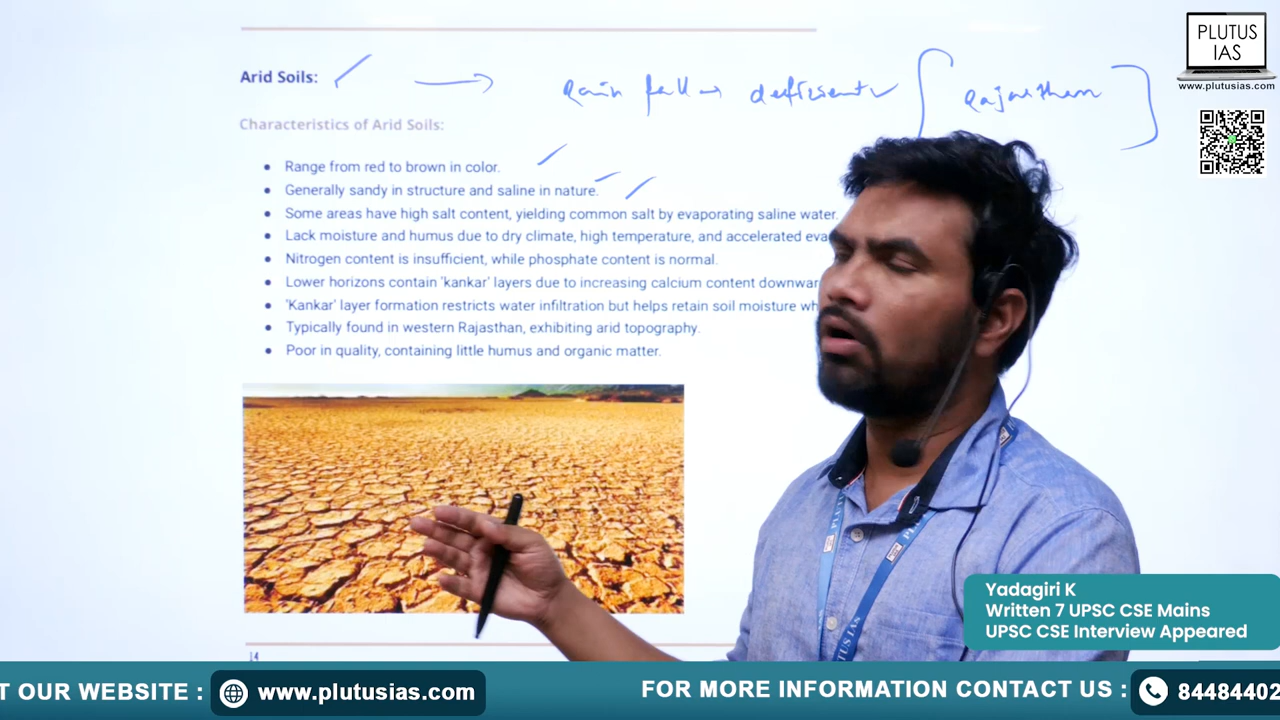 PLUTUS
IAS
www.plutusias.com
Arid Soils:
Rain fall → defficient
Rajasthan
Characteristics of Arid Soils:
• Range from red to brown in color.
• Generally sandy in structure and saline in nature.
• Some areas have high salt content, yielding common salt by evaporating saline water.
• Lack moisture and humus due to dry climate, high temperature, and accelerated eva
• Nitrogen content is insufficient, while phosphate content is normal.
• Lower horizons contain 'kankar' layers due to increasing calcium content downwar
• 'Kankar' layer formation restricts water infiltration but helps retain soil moisture wh
• Typically found in western Rajasthan, exhibiting arid topography.
• Poor in quality, containing little humus and organic matter.
14
Yadagiri K
Written 7 UPSC CSE Mains
UPSC CSE Interview Appeared
T OUR WEBSITE : www.plutusias.com FOR MORE INFORMATION CONTACT US : 84484402